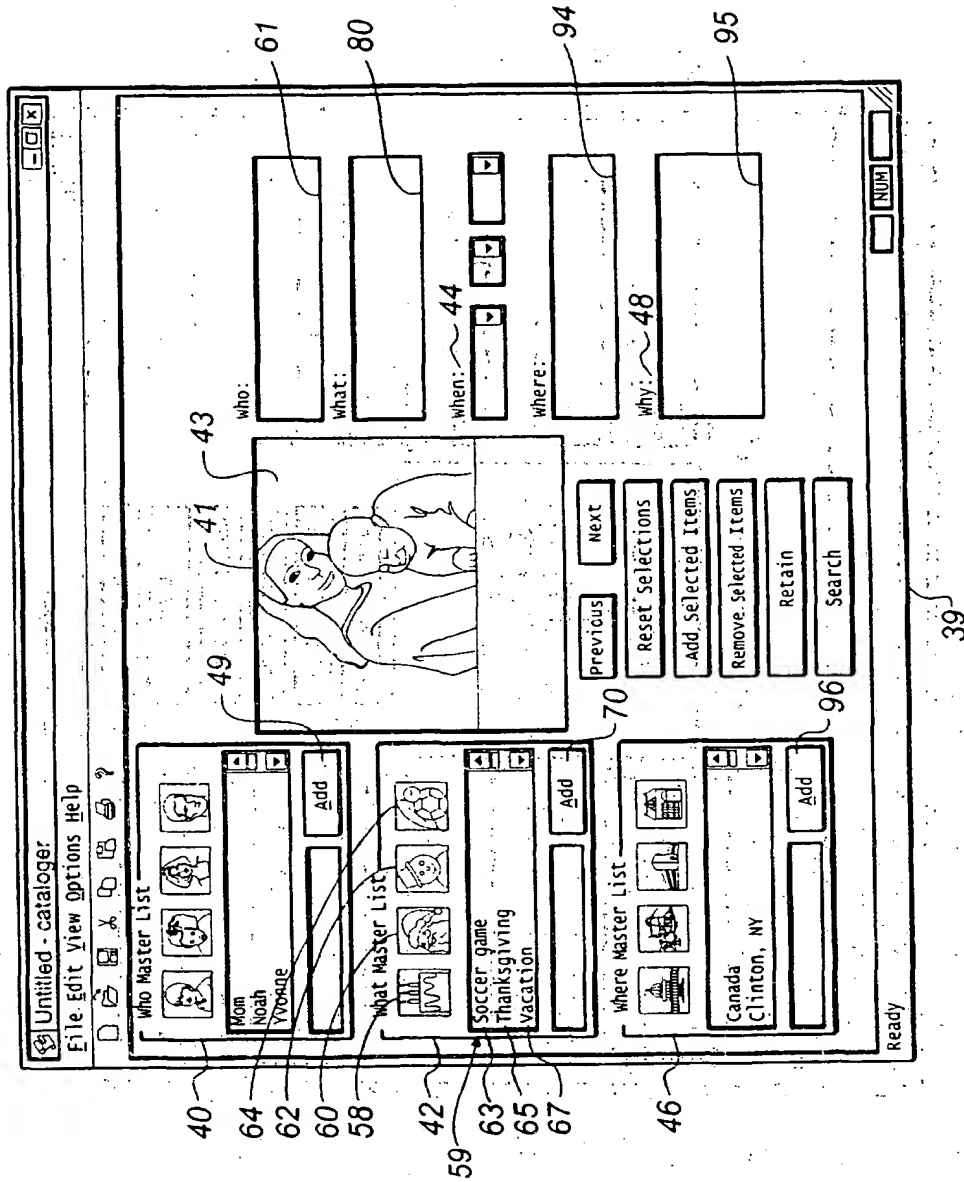 Untitled - cataloger
File Edit View Options Help
Who Master List
Mom
Noah
Yvonne
Add
What Master List
Soccer game
Thanksgiving
Vacation
Add
Where Master List
Canada
Clinton, NY
Add
Previous
Next
Reset Selections
Add Selected Items
Remove Selected Items
Retain
Search
who:
What:
When:
Where:
Why:
Ready
NUM
40
64
62
60
58
42
59
63
65
67
46
49
70
96
41
43
44
48
61
80
94
95
39